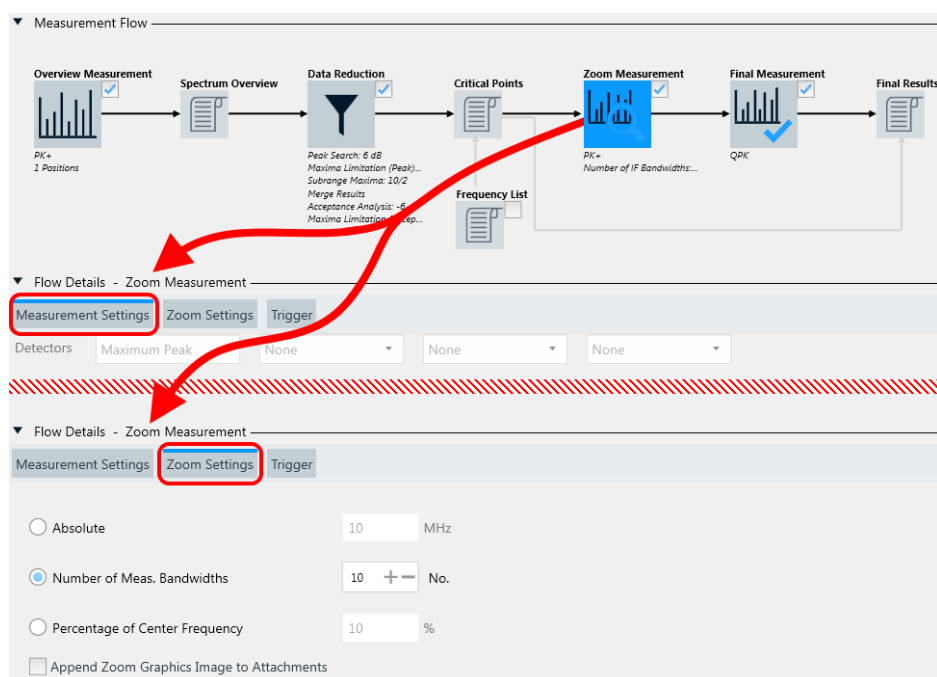 Measurement Flow
Overview Measurement
Spectrum Overview
Data Reduction
Critical Points
Zoom Measurement
Final Measurement
Final Results
PK+
1 Positions
Peak Search: 6 dB
Maxima Limitation (Peak)...
Subrange Maxima: 10/2
Merge Results
Acceptance Analysis: -6
Maxima Limitation
PK+
Number of IF Bandwidths:...
QPK
Frequency List
Flow Details - Zoom Measurement
Measurement Settings Zoom Settings Trigger
Detectors Maximum Peak None None None
Flow Details - Zoom Measurement
Measurement Settings Zoom Settings Trigger
Absolute 10 MHz
Number of Meas. Bandwidths 10 No.
Percentage of Center Frequency 10 %
Append Zoom Graphics Image to Attachments